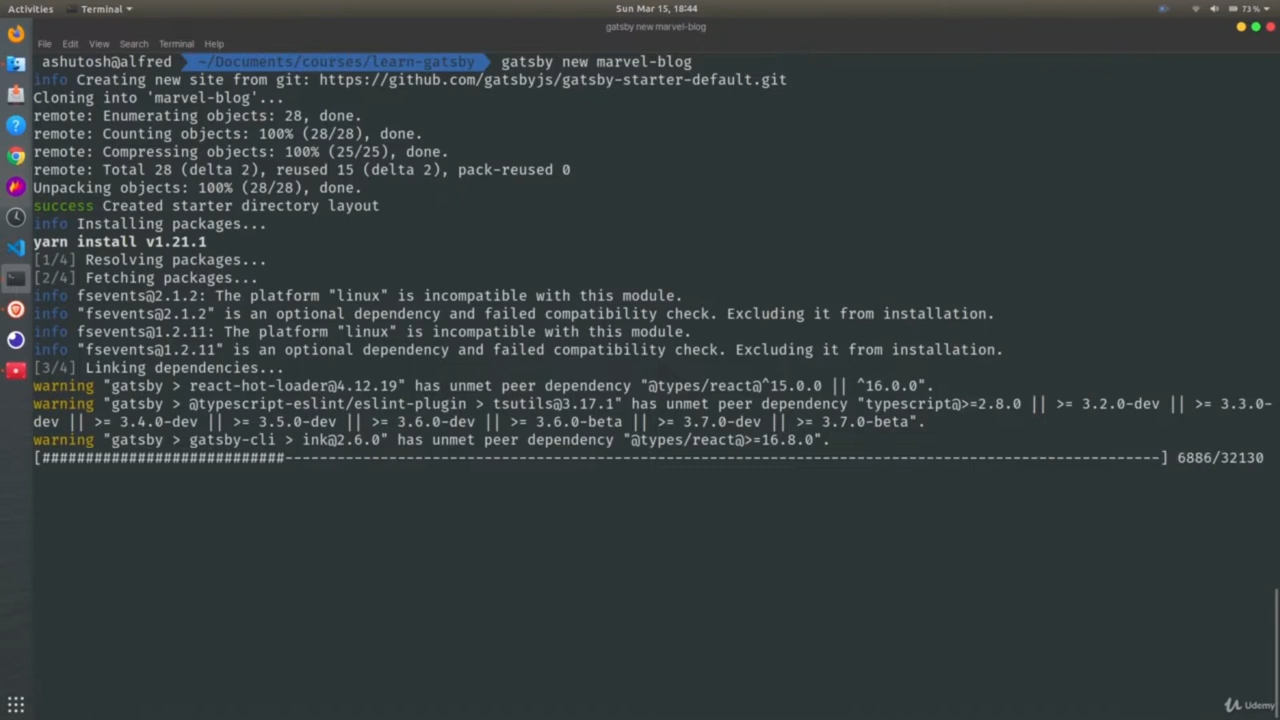 Activities Terminal Sun Mar 15, 18:44 73 %
gatsby new marvel-blog
File Edit View Search Terminal Help
ashutosh@alfred ~/Documents/courses/learn-gatsby gatsby new marvel-blog
info Creating new site from git: https://github.com/gatsbyjs/gatsby-starter-default.git
Cloning into 'marvel-blog'...
remote: Enumerating objects: 28, done.
remote: Counting objects: 100% (28/28), done.
remote: Compressing objects: 100% (25/25), done.
remote: Total 28 (delta 2), reused 15 (delta 2), pack-reused 0
Unpacking objects: 100% (28/28), done.
success Created starter directory layout
info Installing packages...
yarn install v1.21.1
[1/4] Resolving packages...
[2/4] Fetching packages...
info fsevents@2.1.2: The platform "linux" is incompatible with this module.
info "fsevents@2.1.2" is an optional dependency and failed compatibility check. Excluding it from installation.
info fsevents@1.2.11: The platform "linux" is incompatible with this module.
info "fsevents@1.2.11" is an optional dependency and failed compatibility check. Excluding it from installation.
[3/4] Linking dependencies...
warning "gatsby > react-hot-loader@4.12.19" has unmet peer dependency "@types/react@^15.0.0 || ^16.0.0".
warning "gatsby > @typescript-eslint/eslint-plugin > tsutils@3.17.1" has unmet peer dependency "typescript@>=2.8.0 || >= 3.2.0-dev || >= 3.3.0-
dev || >= 3.4.0-dev || >= 3.5.0-dev || >= 3.6.0-dev || >= 3.6.0-beta || >= 3.7.0-dev || >= 3.7.0-beta".
warning "gatsby > gatsby-cli > ink@2.6.0" has unmet peer dependency "@types/react@>=16.8.0".
[############################-----------------------------------------------------------------------------------------------------] 6886/32130
Udemy